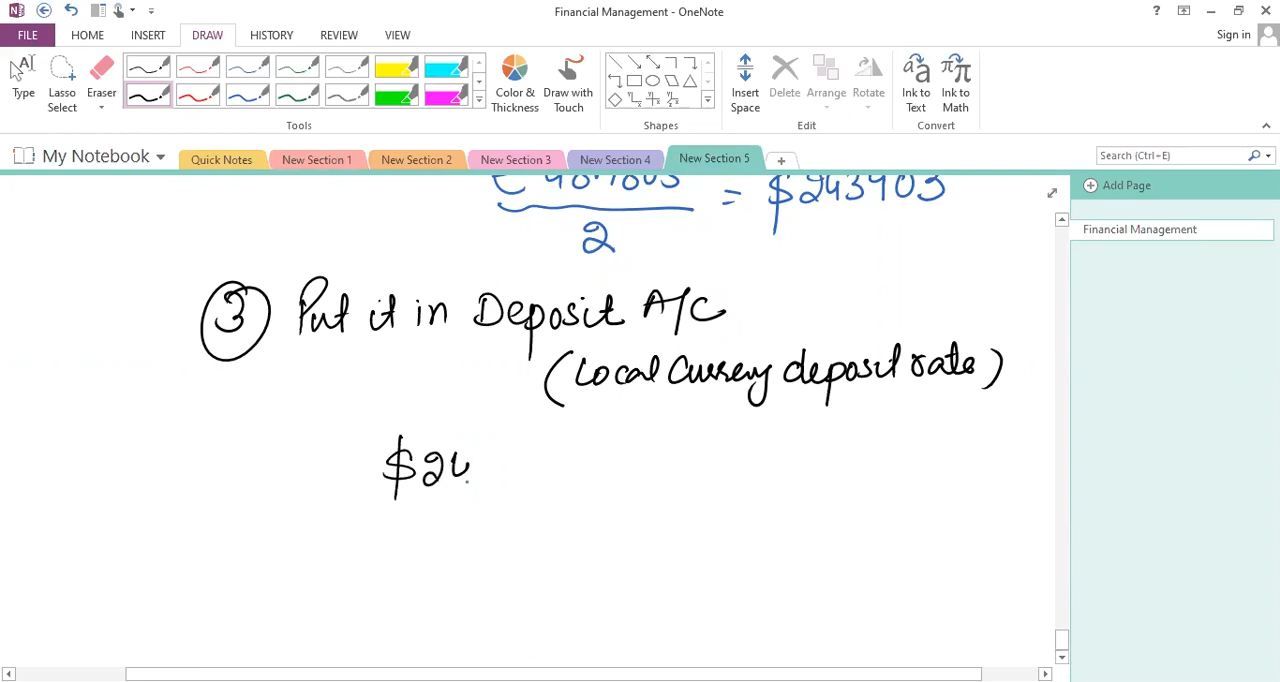 Financial Management - OneNote
?
FILE HOME INSERT DRAW HISTORY REVIEW VIEW
Sign in
Type
Lasso Select
Eraser
Color & Thickness
Draw with Touch
Insert Space
Delete
Arrange
Rotate
Ink to Text
Ink to Math
Tools
Shapes
Edit
Convert
My Notebook
Quick Notes
New Section 1
New Section 2
New Section 3
New Section 4
New Section 5
Search (Ctrl+E)
Add Page
Financial Management
= $243903
2
3 Put it in Deposit A/C
(Local Currency deposit rate)
$24